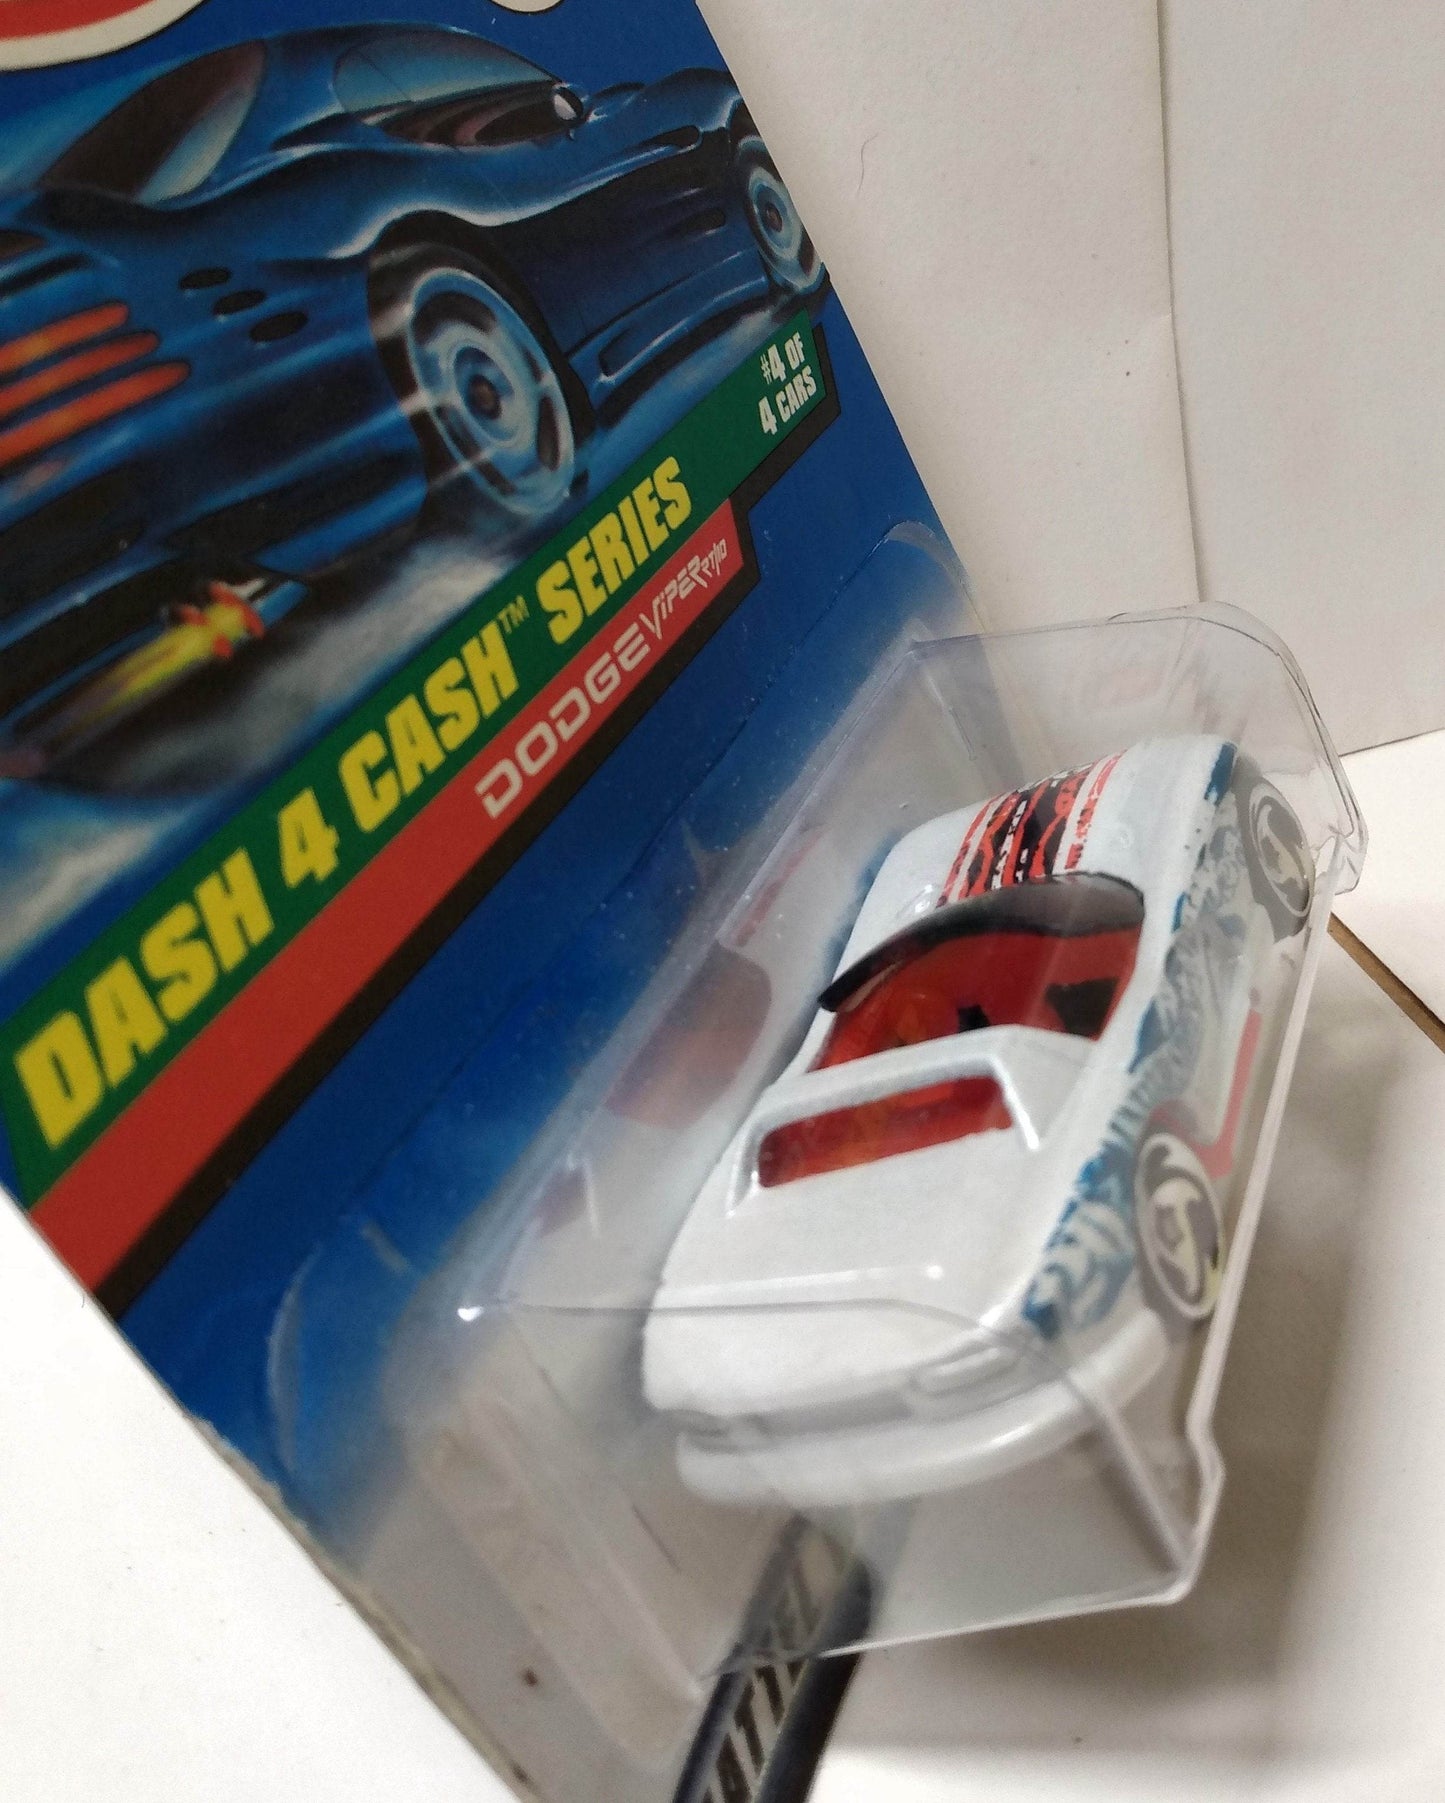 #4 OF
4 CARS
DASH 4 CASH™ SERIES
DODGE VIPER RT/10